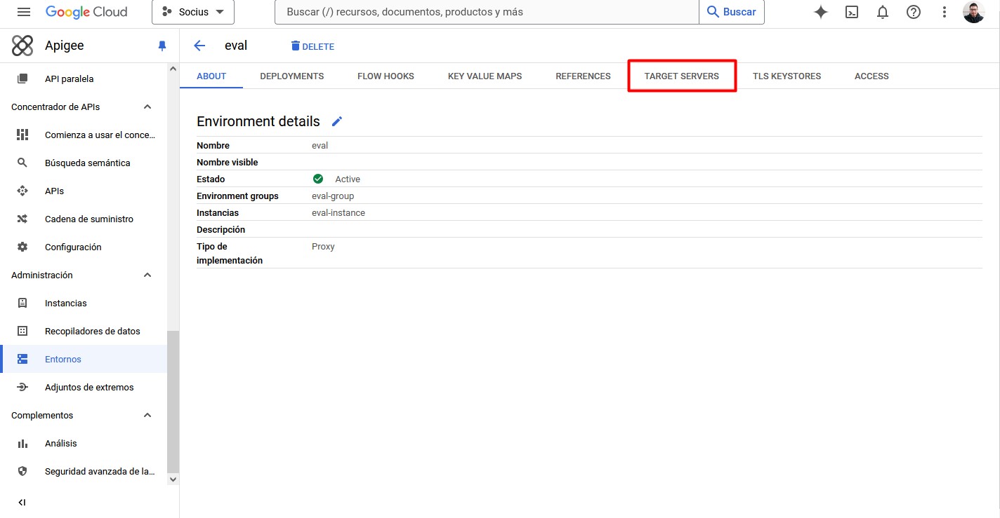 Google Cloud
Socius
Buscar (/) recursos, documentos, productos y más
Buscar
Apigee
eval
DELETE
ABOUT
DEPLOYMENTS
FLOW HOOKS
KEY VALUE MAPS
REFERENCES
TARGET SERVERS
TLS KEYSTORES
ACCESS
API paralela
Concentrador de APIs
Comienza a usar el conce...
Búsqueda semántica
APIs
Cadena de suministro
Configuración
Administración
Instancias
Recopiladores de datos
Entornos
Adjuntos de extremos
Complementos
Análisis
Seguridad avanzada de la...
Environment details
Nombre eval
Nombre visible
Estado Active
Environment groups eval-group
Instancias eval-instance
Descripción
Tipo de Proxy
implementación